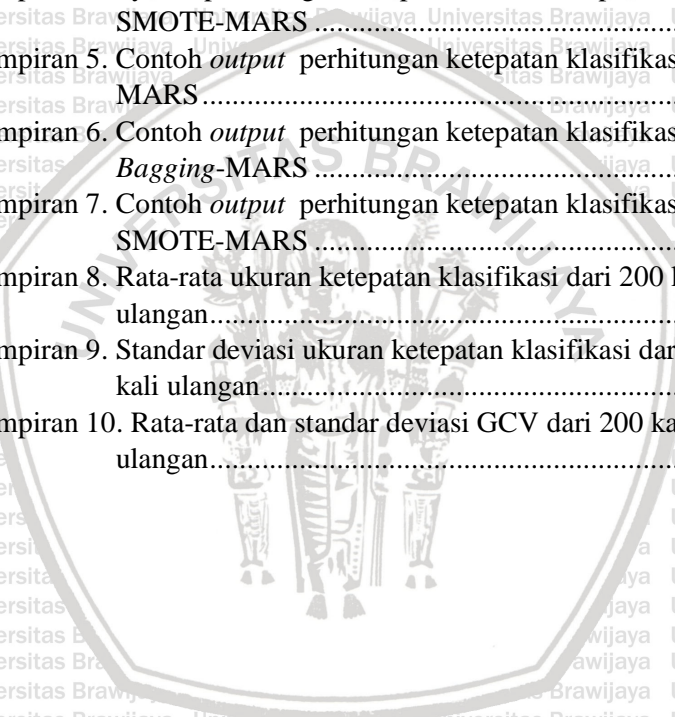 SMOTE-MARS ...............................................
mpiran 5. Contoh output perhitungan ketepatan klasifikas
MARS ...............................................................
mpiran 6. Contoh output perhitungan ketepatan klasifikas
Bagging-MARS ...............................................
mpiran 7. Contoh output perhitungan ketepatan klasifikas
SMOTE-MARS ...............................................
mpiran 8. Rata-rata ukuran ketepatan klasifikasi dari 200
ulangan...............................................................
mpiran 9. Standar deviasi ukuran ketepatan klasifikasi dar
kali ulangan.......................................................
mpiran 10. Rata-rata dan standar deviasi GCV dari 200 ka
ulangan...............................................................
UNIVERSITAS BRAWIJAYA